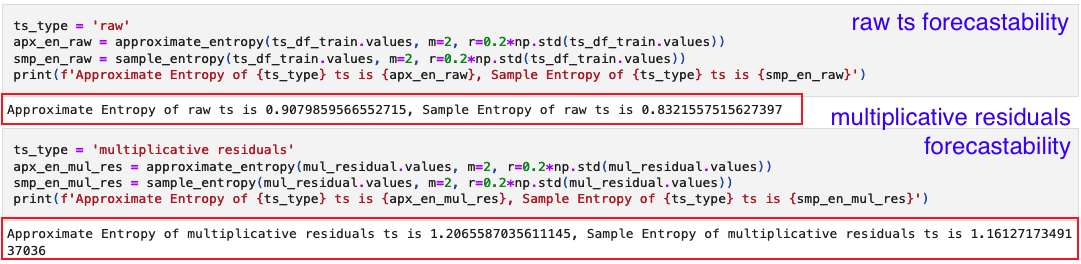 raw ts forecastability
ts_type = 'raw'
apx_en_raw = approximate_entropy(ts_df_train.values, m=2, r=0.2*np.std(ts_df_train.values))
smp_en_raw = sample_entropy(ts_df_train.values, m=2, r=0.2*np.std(ts_df_train.values))
print(f'Approximate Entropy of {ts_type} ts is {apx_en_raw}, Sample Entropy of {ts_type} ts is {smp_en_raw}')
Approximate Entropy of raw ts is 0.9079859566552715, Sample Entropy of raw ts is 0.8321557515627397
multiplicative residuals
forecastability
ts_type = 'multiplicative residuals'
apx_en_mul_res = approximate_entropy(mul_residual.values, m=2, r=0.2*np.std(mul_residual.values))
smp_en_mul_res = sample_entropy(mul_residual.values, m=2, r=0.2*np.std(mul_residual.values))
print(f'Approximate Entropy of {ts_type} ts is {apx_en_mul_res}, Sample Entropy of {ts_type} ts is {smp_en_mul_res}')
Approximate Entropy of multiplicative residuals ts is 1.2065587035611145, Sample Entropy of multiplicative residuals ts is 1.16127173491
37036